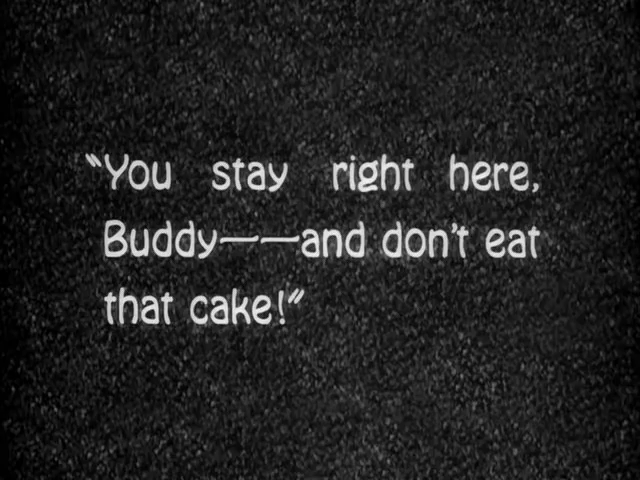 “You stay right here,
Buddy——and don't eat
that cake!”